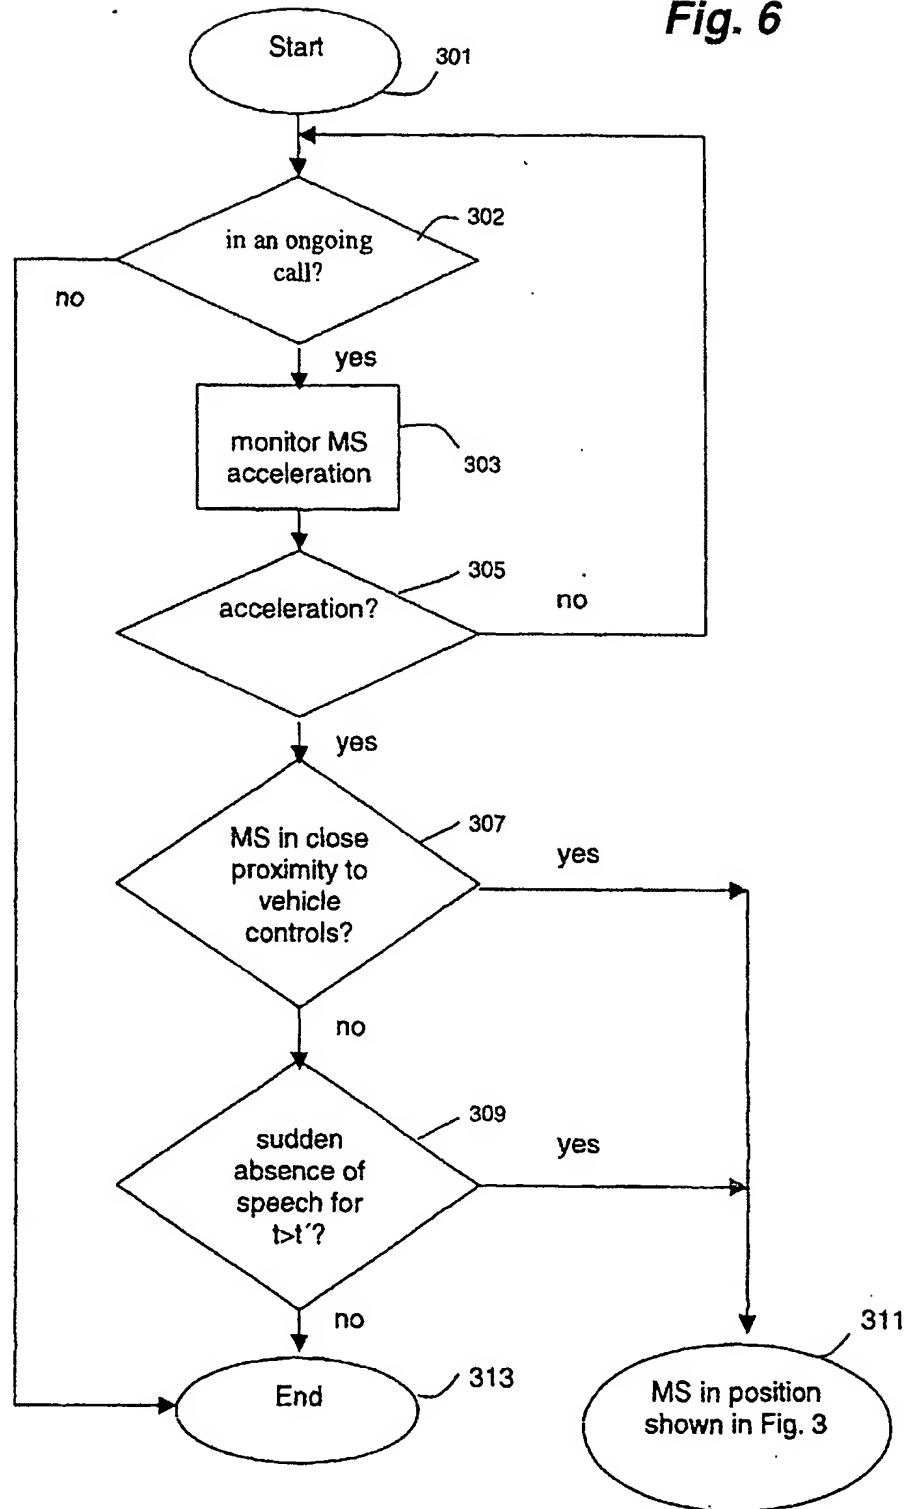 Fig. 6
Start
301
302
in an ongoing
call?
no
yes
monitor MS
acceleration
303
305
acceleration?
no
yes
307
MS in close
proximity to
vehicle
controls?
yes
no
309
sudden
absence of
speech for
t>t´?
yes
no
311
313
End
MS in position
shown in Fig. 3